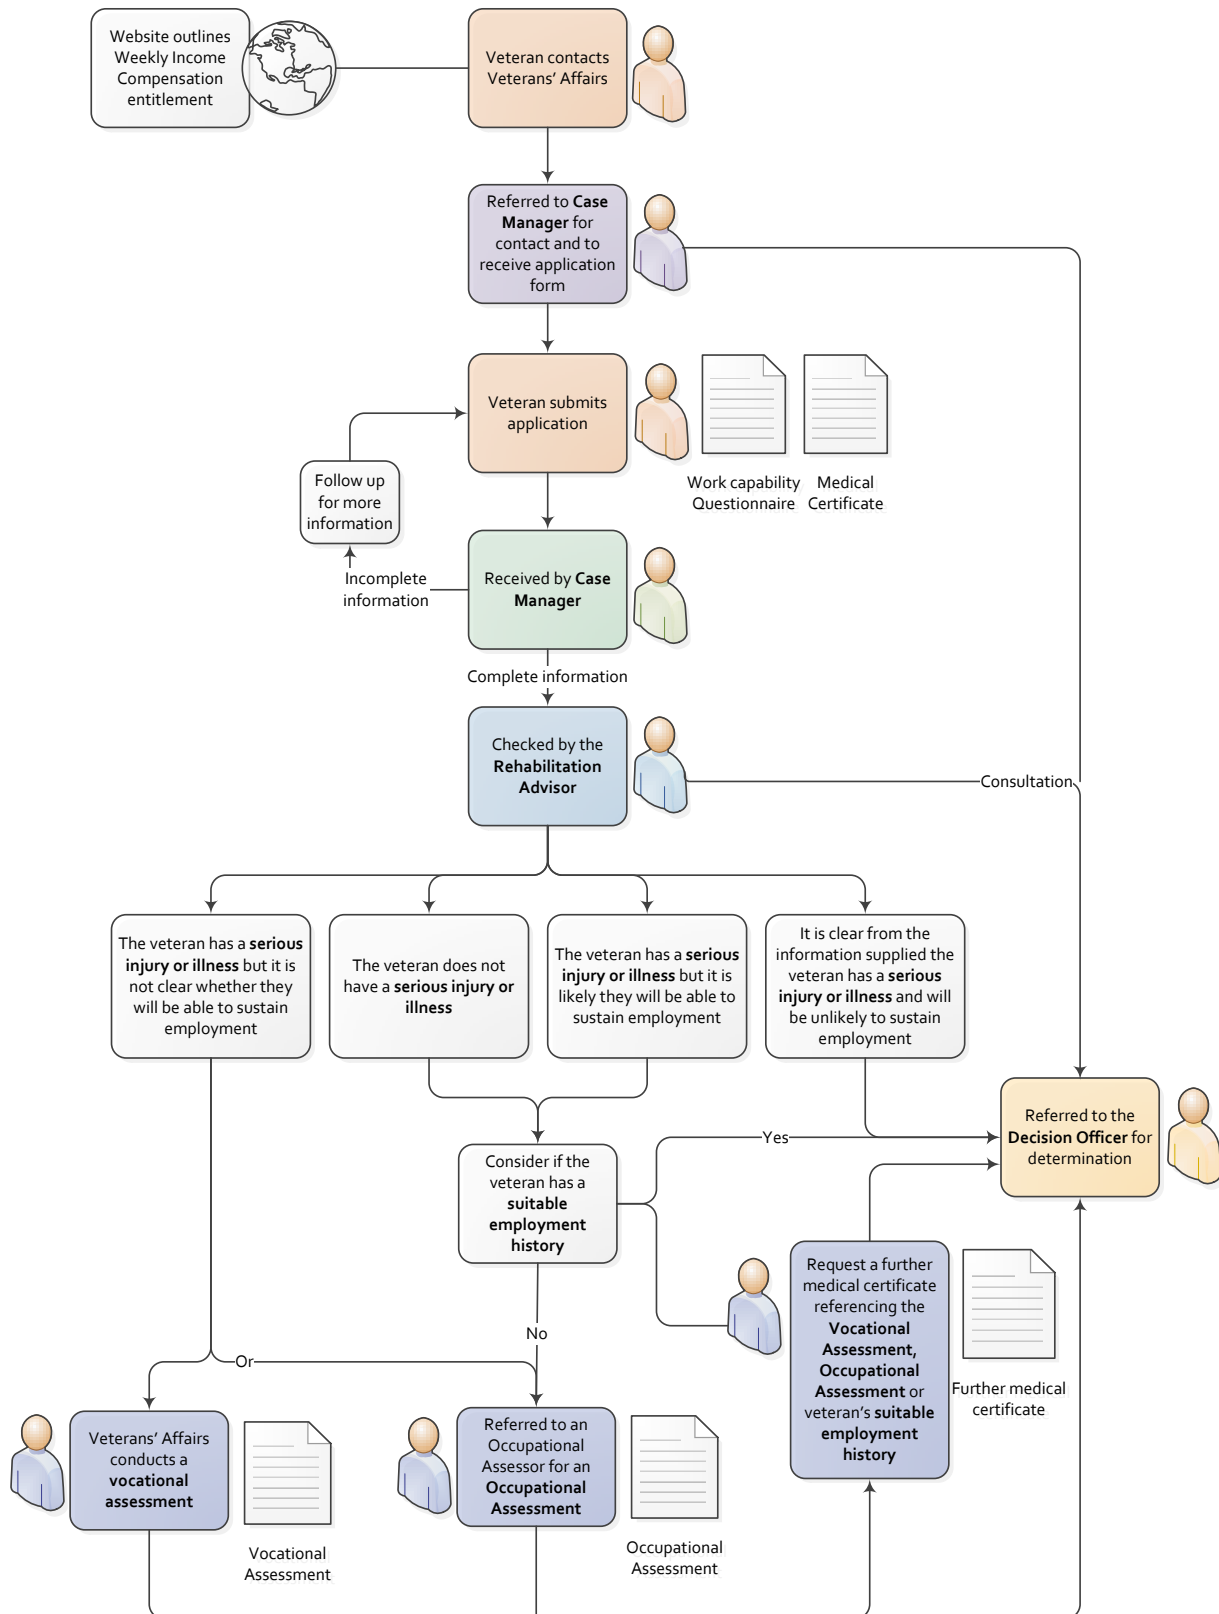 Website outlines
Weekly Income
Compensation
entitlement
Veteran contacts
Veterans’ Affairs
Referred to Case
Manager for
contact and to
receive application
form
Veteran submits
application
Work capability
Questionnaire
Medical
Certificate
Follow up
for more
information
Incomplete
information
Received by Case
Manager
Complete information
Checked by the
Rehabilitation
Advisor
Consultation
The veteran has a serious
injury or illness but it is
not clear whether they
will be able to sustain
employment
The veteran does not
have a serious injury or
illness
The veteran has a serious
injury or illness but it is
likely they will be able to
sustain employment
It is clear from the
information supplied the
veteran has a serious
injury or illness and will
be unlikely to sustain
employment
Referred to the
Decision Officer for
determination
Yes
Consider if the
veteran has a
suitable
employment
history
No
Or
Request a further
medical certificate
referencing the
Vocational
Assessment,
Occupational
Assessment or
veteran’s suitable
employment
history
Further medical
certificate
Veterans’ Affairs
conducts a
vocational
assessment
Vocational
Assessment
Referred to an
Occupational
Assessor for an
Occupational
Assessment
Occupational
Assessment